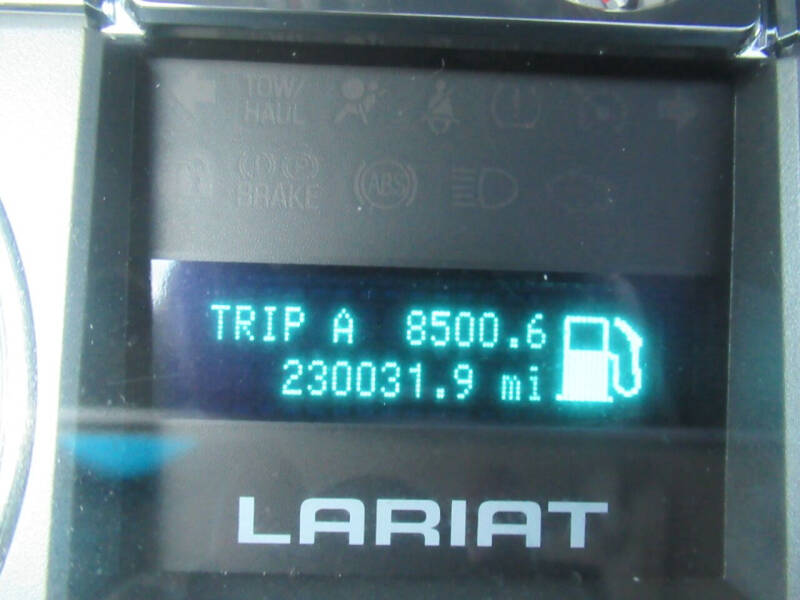 TOW/
HAUL
BRAKE
ABS
TRIP A 8500.6
230031.9 mi
LARIAT